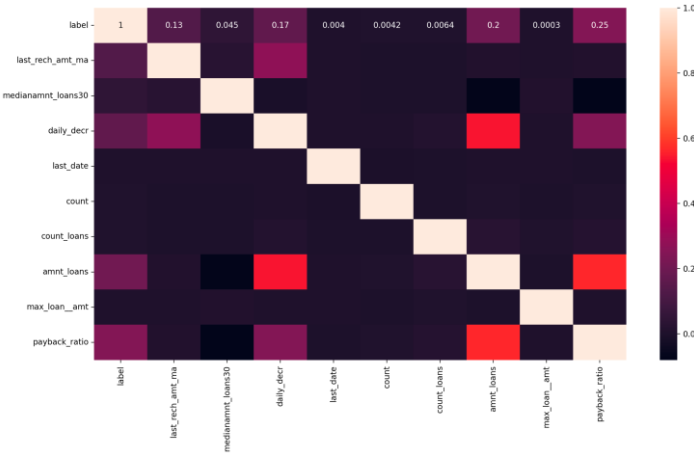 label 1 0.13 0.045 0.17 0.004 0.0042 0.0064 0.2 0.0003 0.25
last_rech_amt_ma
medianamnt_loans30
daily_decr
last_date
count
count_loans
amnt_loans
max_loan__amt
payback_ratio
label
last_rech_amt_ma
medianamnt_loans30
daily_decr
last_date
count
count_loans
amnt_loans
max_loan__amt
payback_ratio
1.0
0.8
0.6
0.4
0.2
0.0